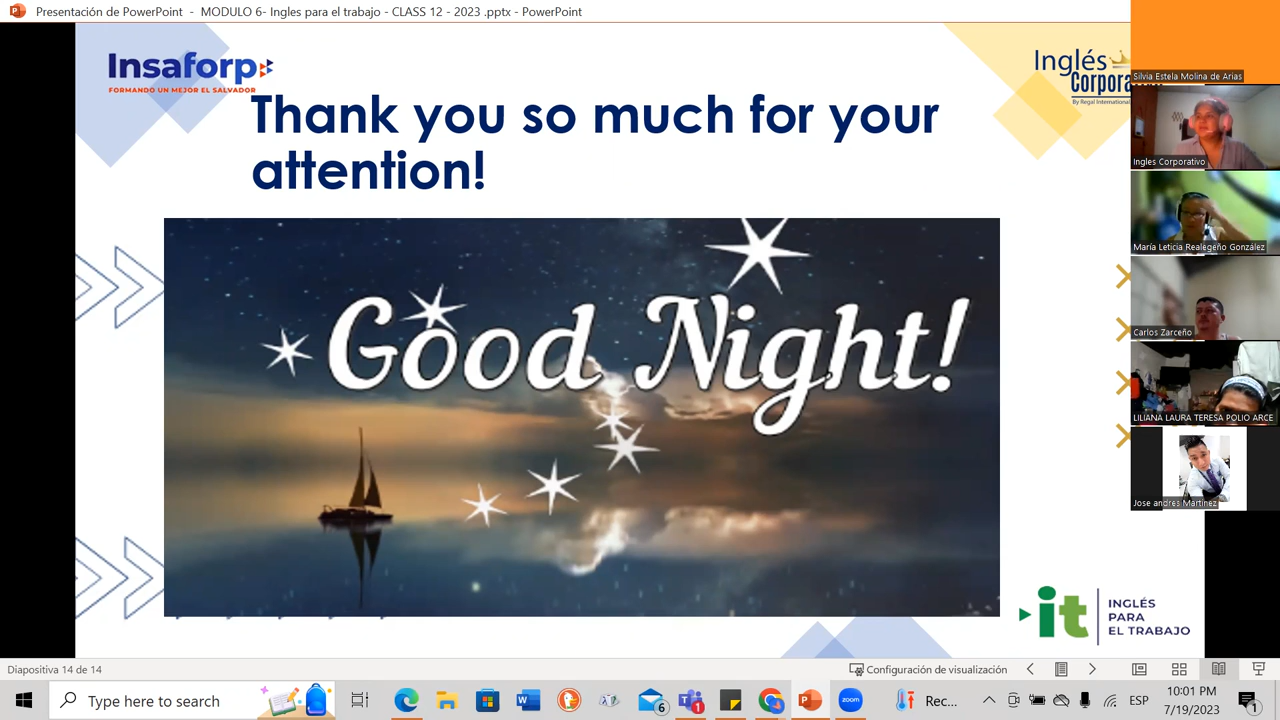 Presentación de PowerPoint - MODULO 6- Ingles para el trabajo - CLASS 12 - 2023 .pptx - PowerPoint
Insaforp
FORMANDO UN MEJOR EL SALVADOR
Inglés
Corpora
By Regal International
Thank you so much for your
attention!
Good Night!
Silvia Estela Molina de Arias
Ingles Corporativo
María Leticia Realegeño González
Carlos Zarceño
LILIANA LAURA TERESA POLIO ARCE
Jose andres Martinez
it
INGLÉS
PARA
EL TRABAJO
Diapositiva 14 de 14
Configuración de visualización
Type here to search
6
1
zoom
Rec...
ESP
10:01 PM
7/19/2023
1